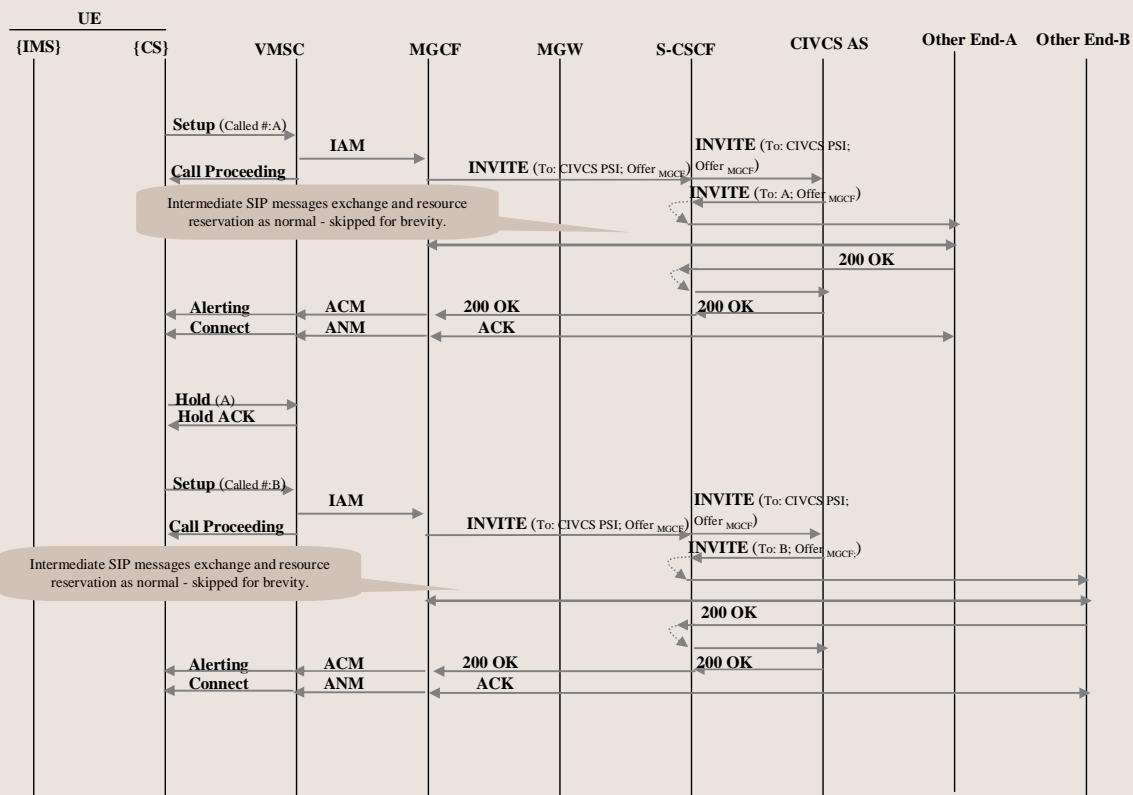 UE
{IMS} {CS} VMSC MGCF MGW S-CSCF CIVCS AS Other End-A Other End-B
Setup (Called #:A)
IAM
INVITE (To: CIVCS PSI;
Offer MGCF)
Call Proceeding
INVITE (To: CIVCS PSI; Offer MGCF)
INVITE (To: A; Offer MGCF)
Intermediate SIP messages exchange and resource
reservation as normal - skipped for brevity.
200 OK
Alerting ACM 200 OK 200 OK
Connect ANM ACK
Hold (A)
Hold ACK
Setup (Called #:B)
IAM
INVITE (To: CIVCS PSI;
Offer MGCF)
Call Proceeding
INVITE (To: CIVCS PSI; Offer MGCF)
INVITE (To: B; Offer MGCF;)
Intermediate SIP messages exchange and resource
reservation as normal - skipped for brevity.
200 OK
Alerting ACM 200 OK 200 OK
Connect ANM ACK